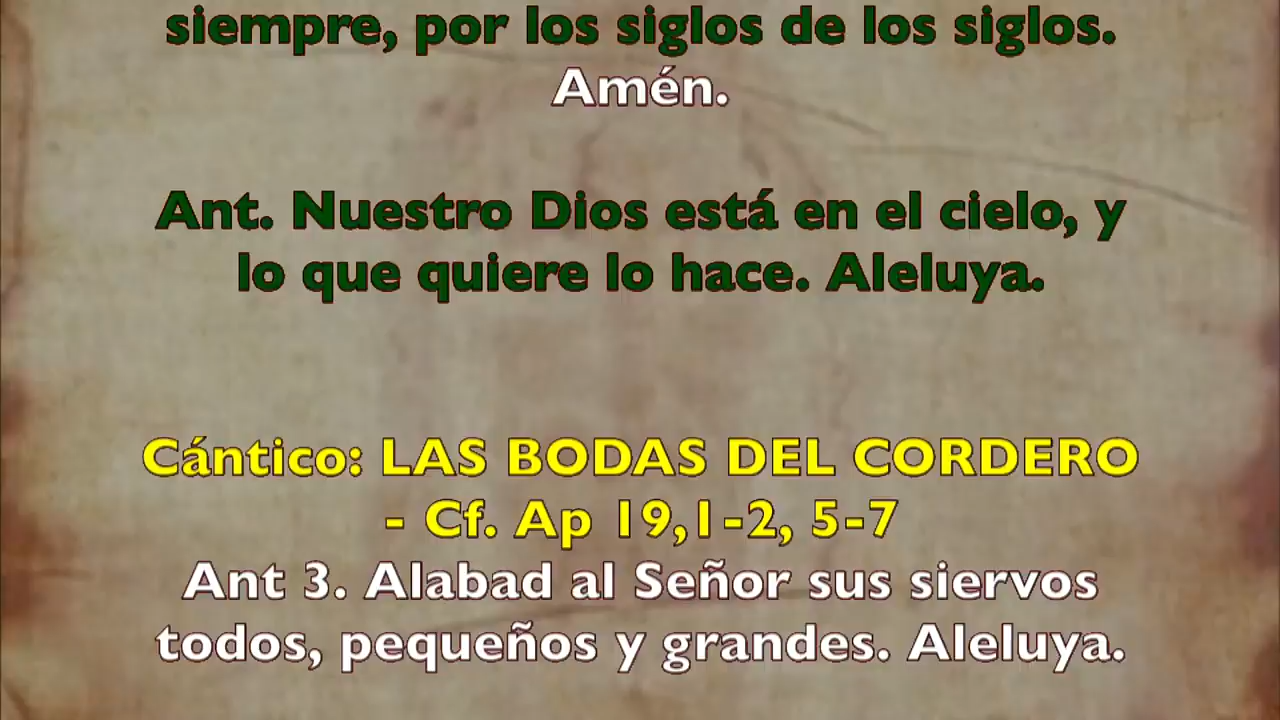 siempre, por los siglos de los siglos.
Amén.
Ant. Nuestro Dios está en el cielo, y
lo que quiere lo hace. Aleluya.
Cántico: LAS BODAS DEL CORDERO
- Cf. Ap 19,1-2, 5-7
Ant 3. Alabad al Señor sus siervos
todos, pequeños y grandes. Aleluya.